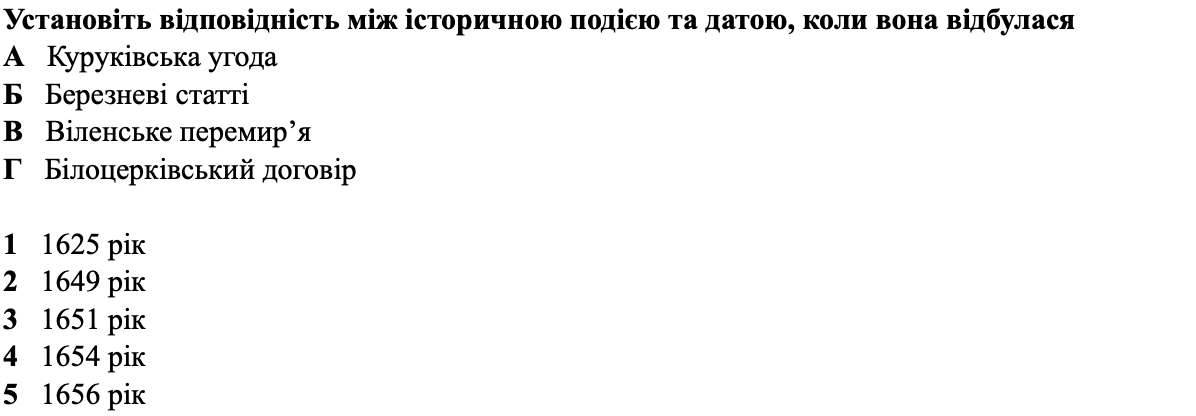 Установіть відповідність між історичною подією та датою, коли вона відбулася
А Куруківська угода
Б Березневі статті
В Віленське перемир’я
Г Білоцерківський договір
1 1625 рік
2 1649 рік
3 1651 рік
4 1654 рік
5 1656 рік